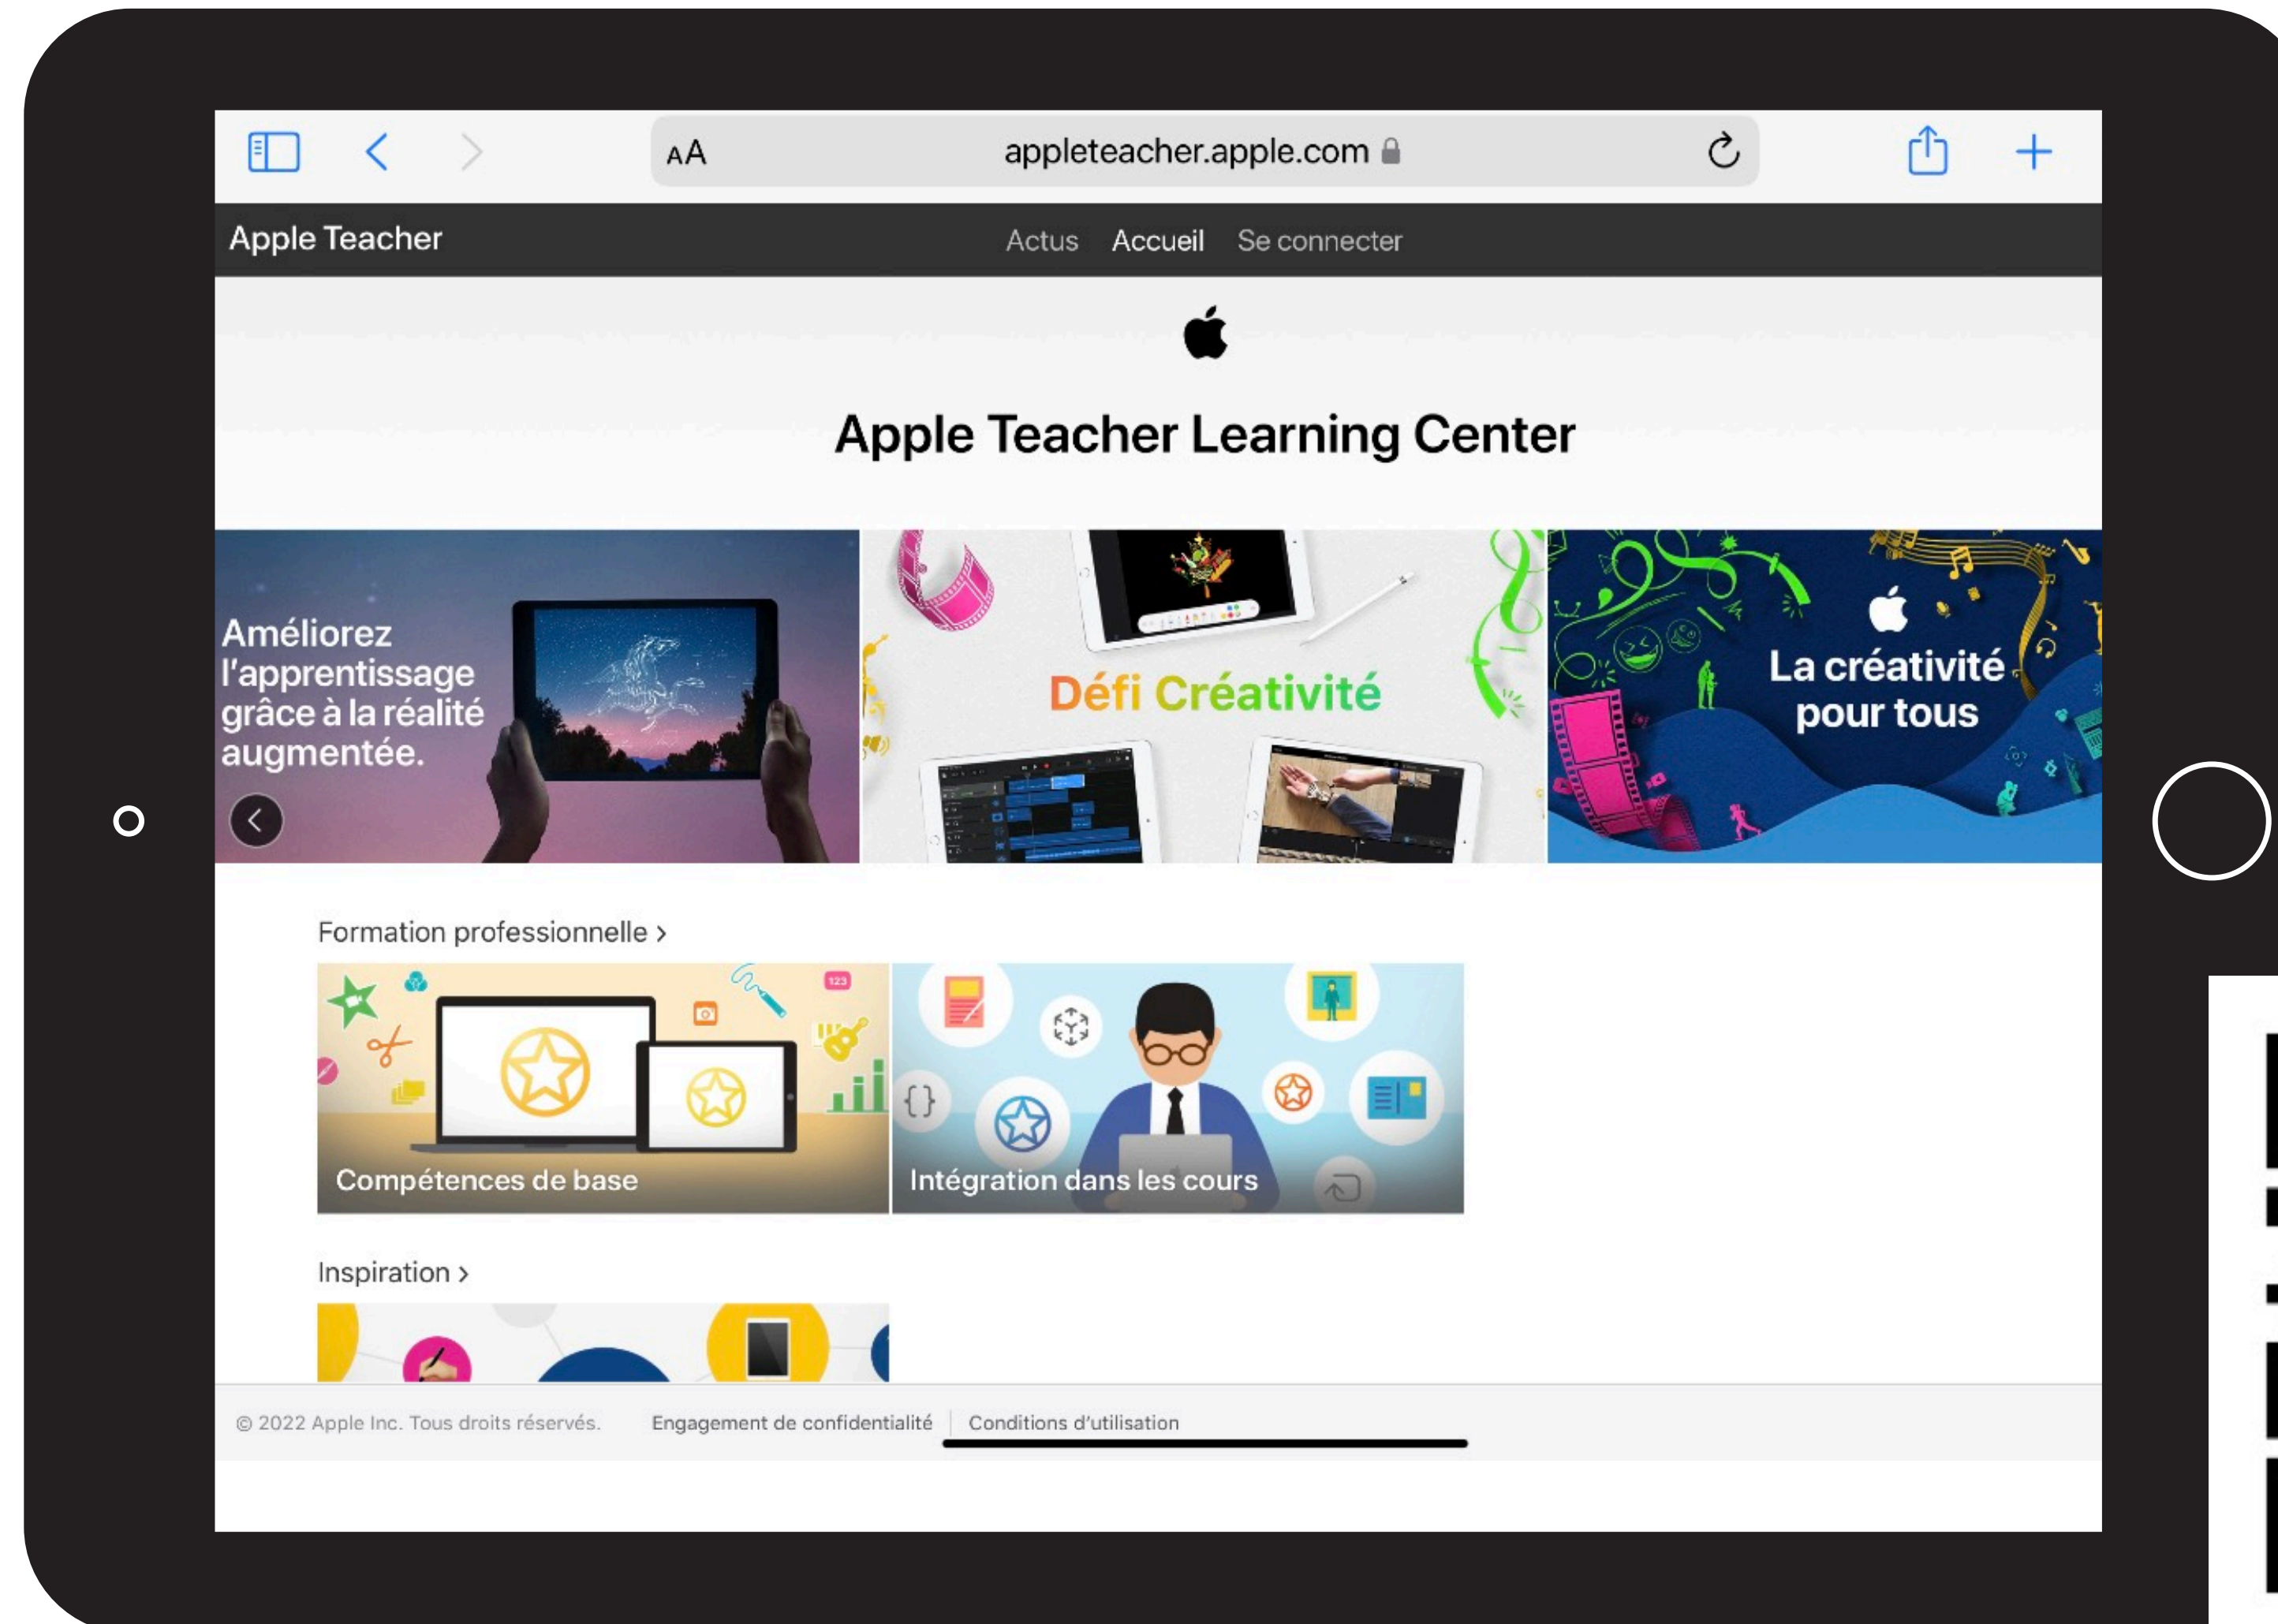 AA
appleteacher.apple.com
Apple Teacher
Actus Accueil Se connecter
Apple Teacher Learning Center
Améliorez
l'apprentissage
grâce à la réalité
augmentée.
Défi Créativité
La créativité
pour tous
Formation professionnelle >
123
Compétences de base
Intégration dans les cours
Inspiration >
© 2022 Apple Inc. Tous droits réservés. Engagement de confidentialité Conditions d'utilisation